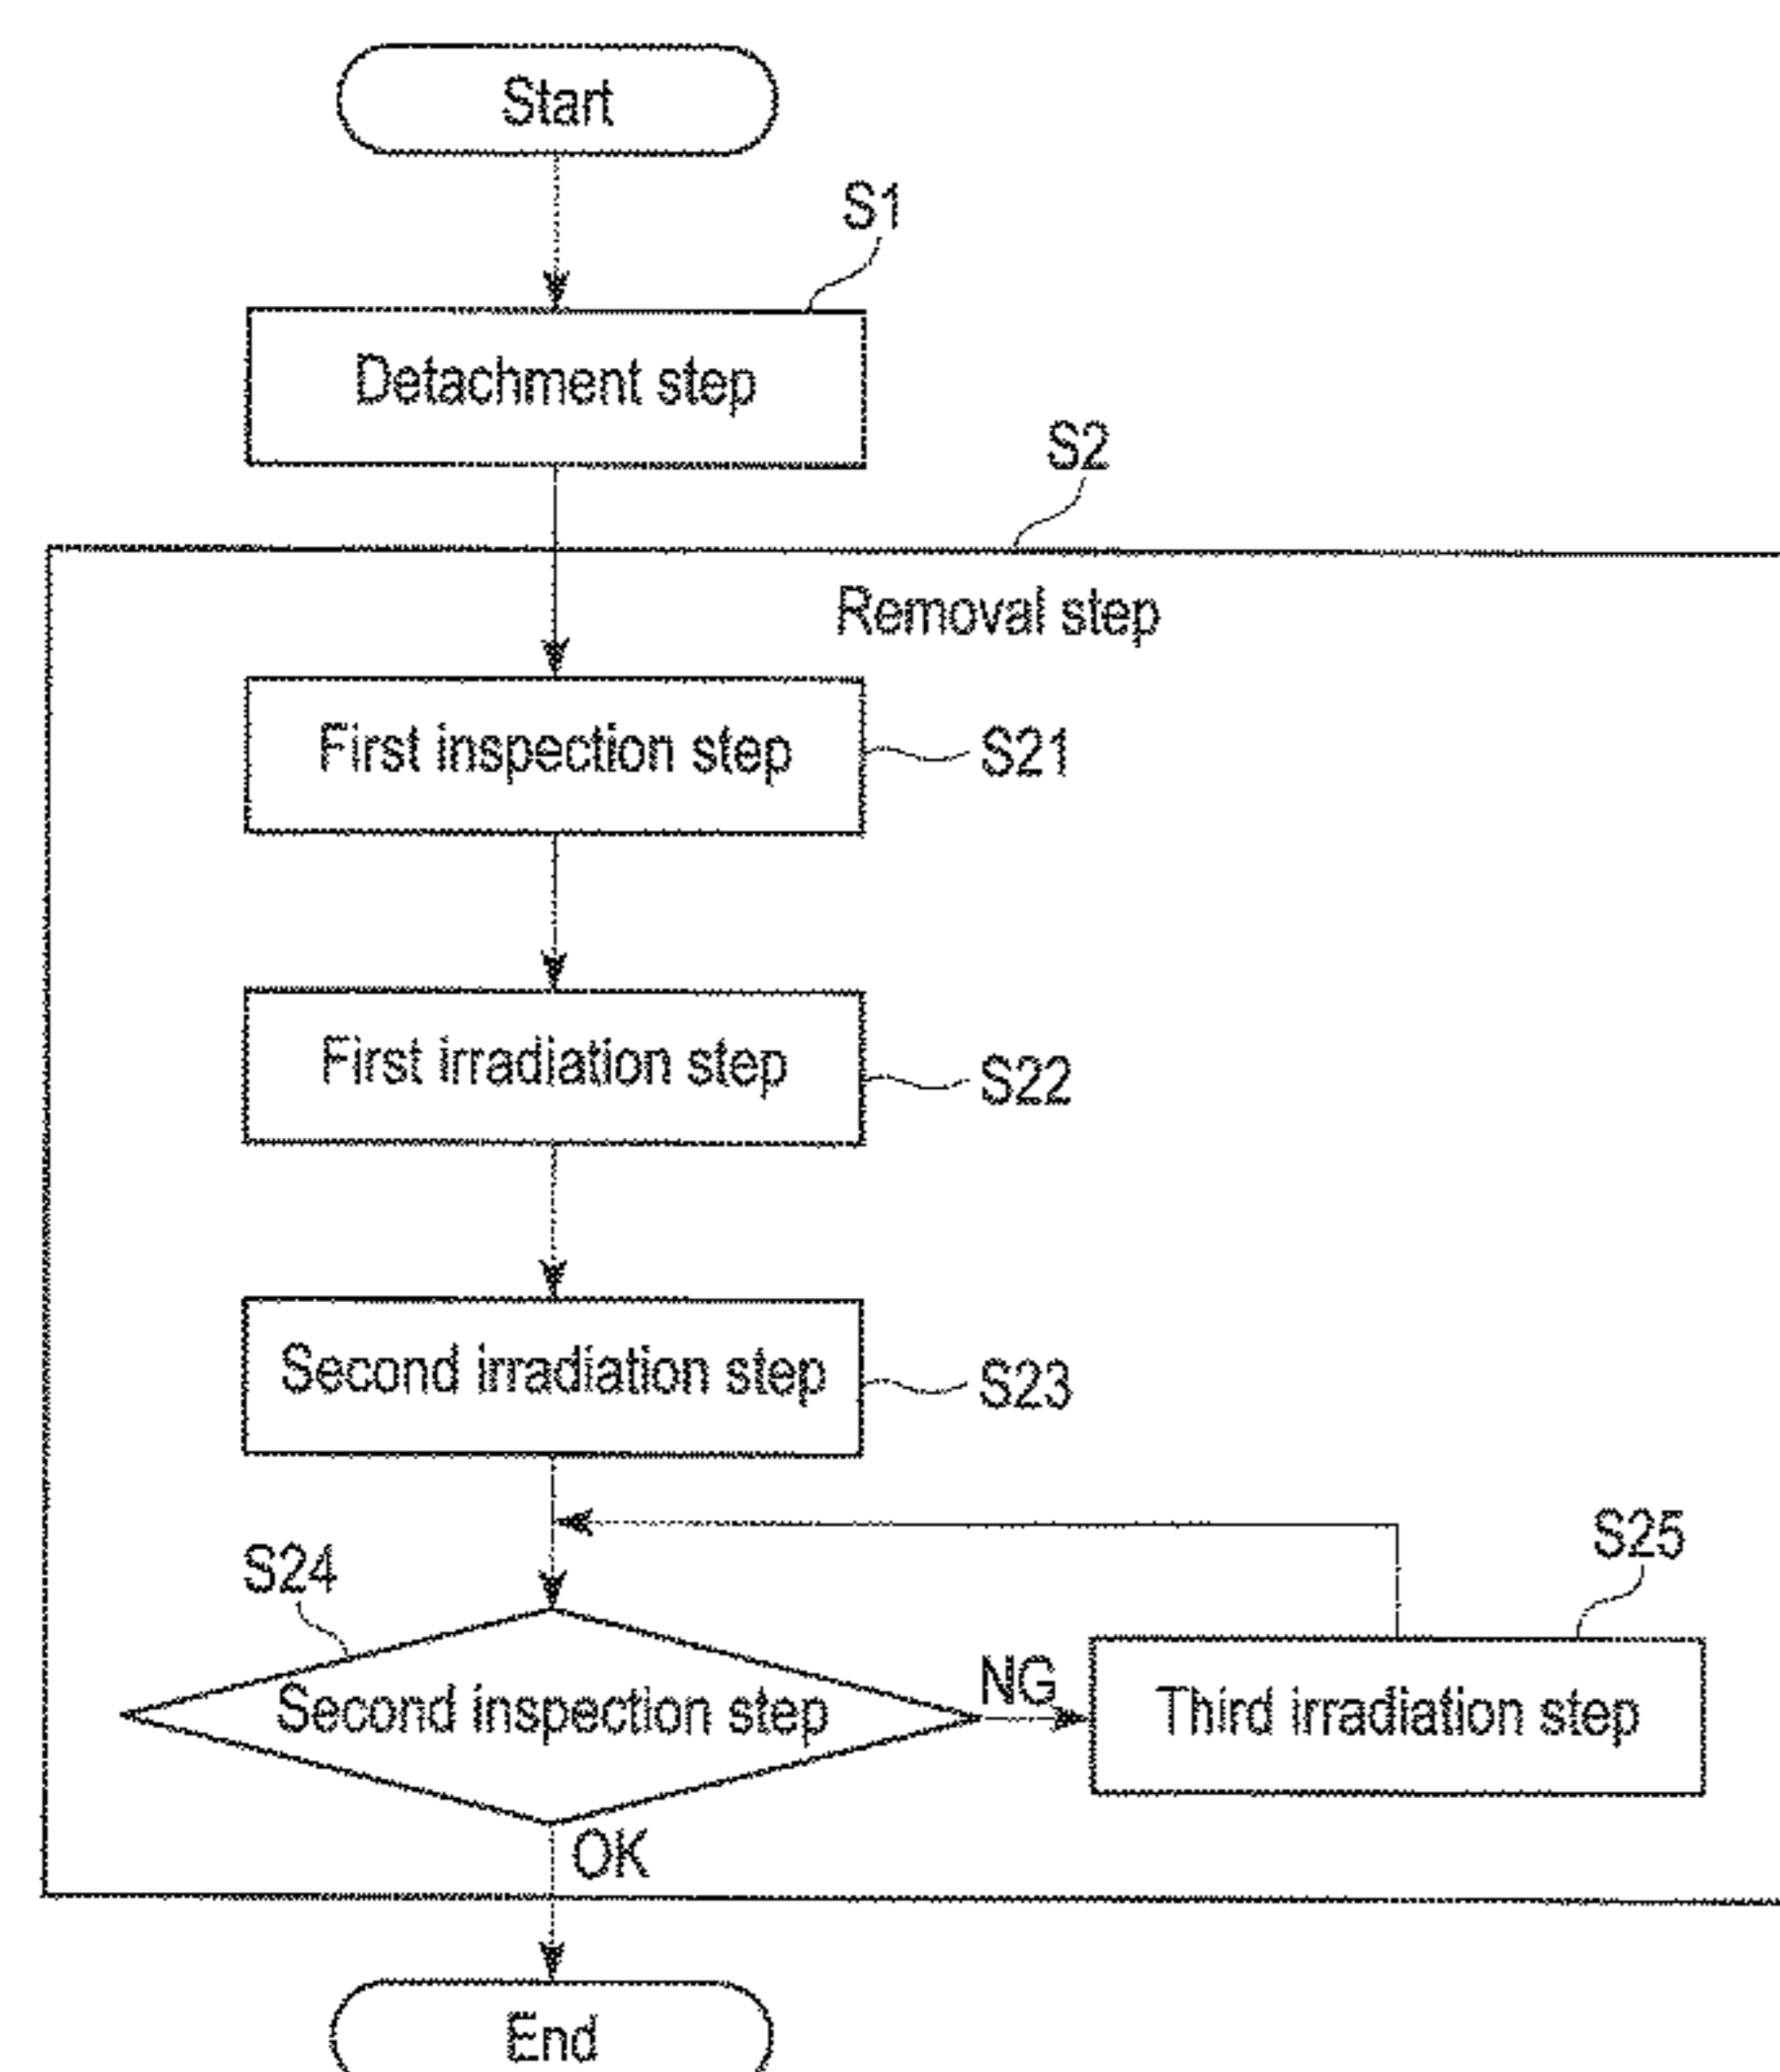 Start
S1
Detachment step
S2
Removal step
First inspection step
S21
First irradiation step
S22
Second irradiation step
S23
S24
S25
Second inspection step
NG
Third irradiation step
OK
End